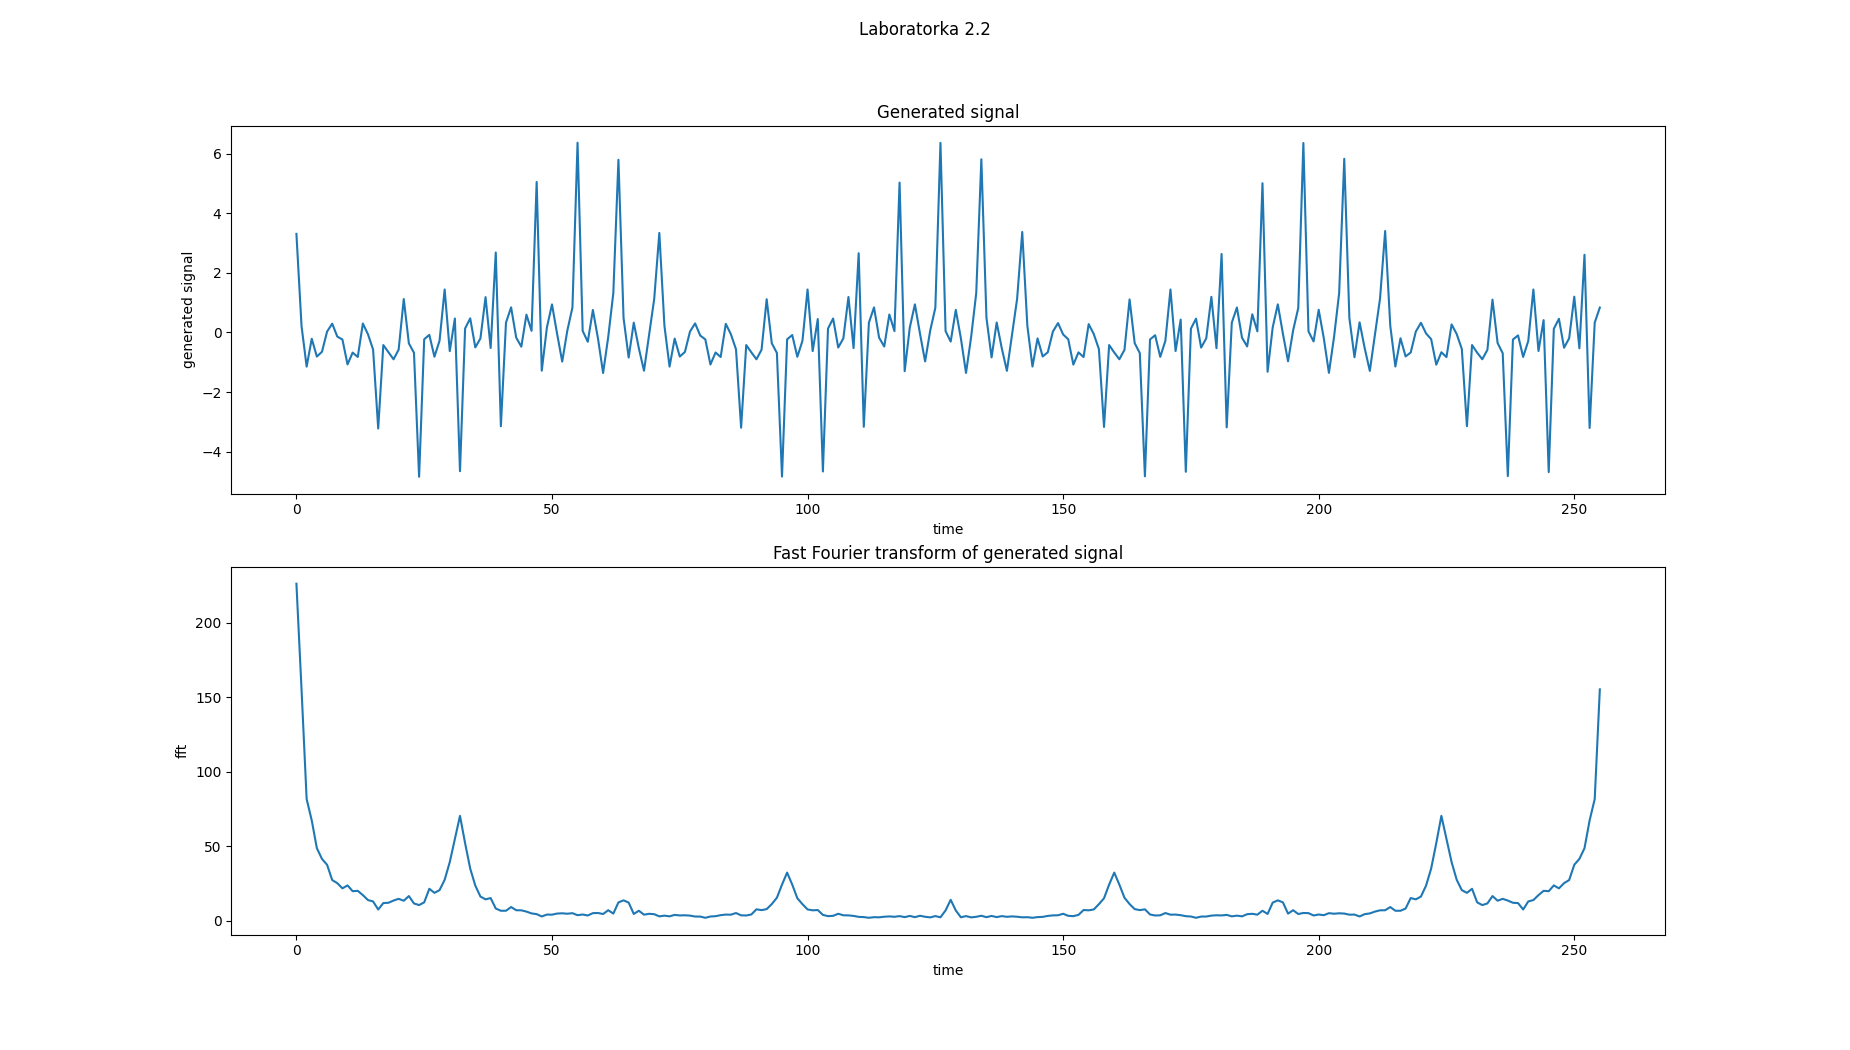 Laboratorka 2.2
Generated signal
generated signal
6
4
2
0
−2
−4
0 50 100 150 200 250
time
Fast Fourier transform of generated signal
fft
200
150
100
50
0
0 50 100 150 200 250
time